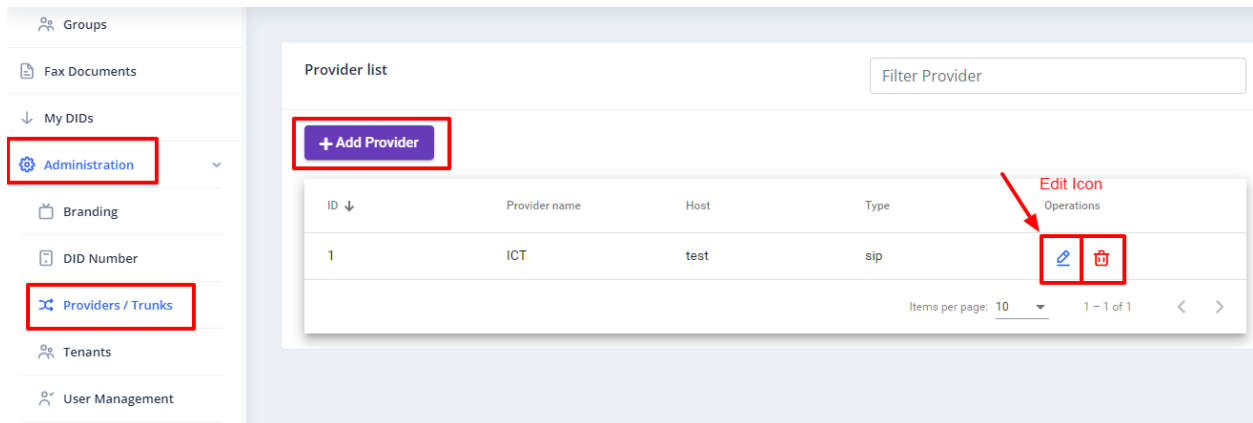 Groups
Fax Documents
My DIDs
Administration
Branding
DID Number
Providers / Trunks
Tenants
User Management
Provider list
Filter Provider
+ Add Provider
Edit Icon
ID Provider name Host Type Operations
1 ICT test sip
Items per page: 10 1 – 1 of 1